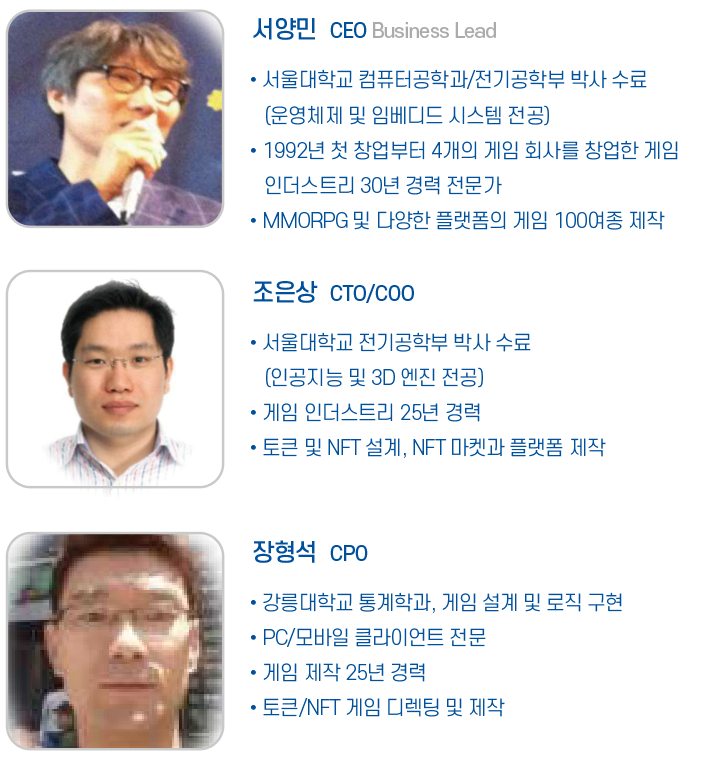 서양민 CEO Business Lead
• 서울대학교 컴퓨터공학과/전기공학부 박사 수료
(운영체제 및 임베디드 시스템 전공)
• 1992년 첫 창업부터 4개의 게임 회사를 창업한 게임
인더스트리 30년 경력 전문가
• MMORPG 및 다양한 플랫폼의 게임 100여종 제작
조은상 CTO/COO
• 서울대학교 전기공학부 박사 수료
(인공지능 및 3D 엔진 전공)
• 게임 인더스트리 25년 경력
• 토큰 및 NFT 설계, NFT 마켓과 플랫폼 제작
장형석 CPO
• 강릉대학교 통계학과, 게임 설계 및 로직 구현
• PC/모바일 클라이언트 전문
• 게임 제작 25년 경력
• 토큰/NFT 게임 디렉팅 및 제작